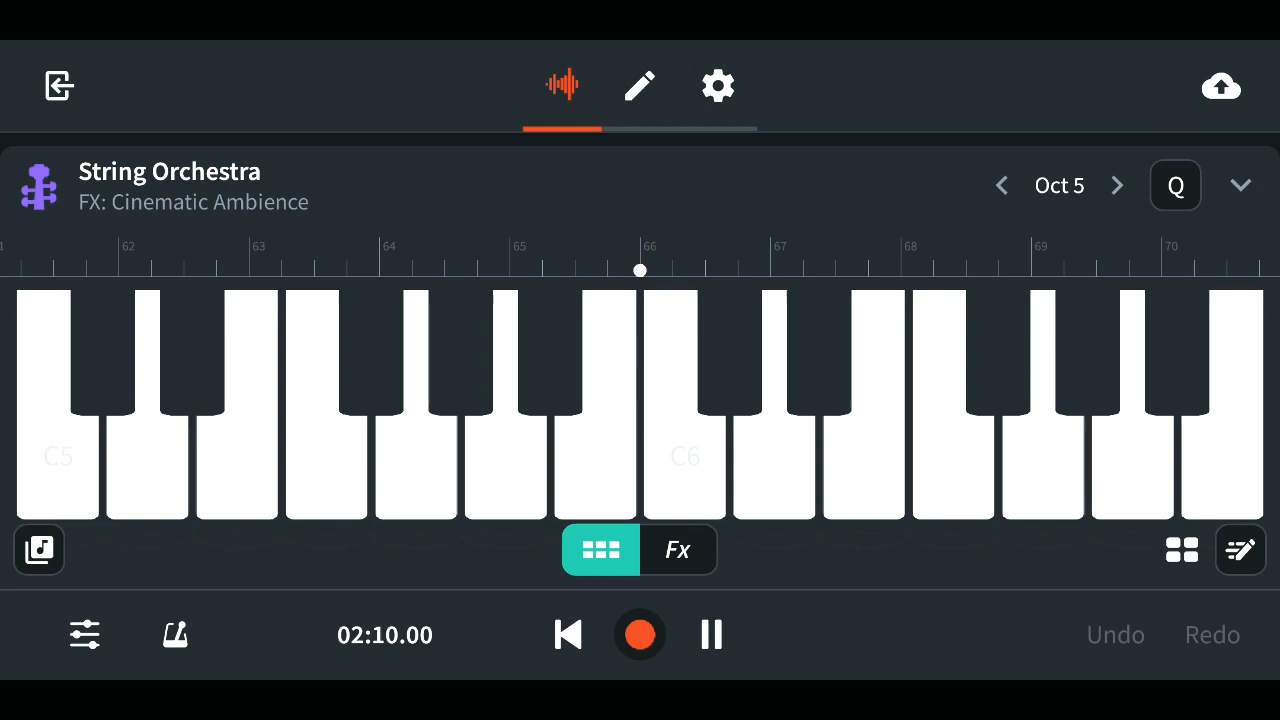 String Orchestra
FX: Cinematic Ambience
Oct 5
Q
1 62 63 64 65 66 67 68 69 70
C5 C6
Fx
02:10.00
Undo Redo